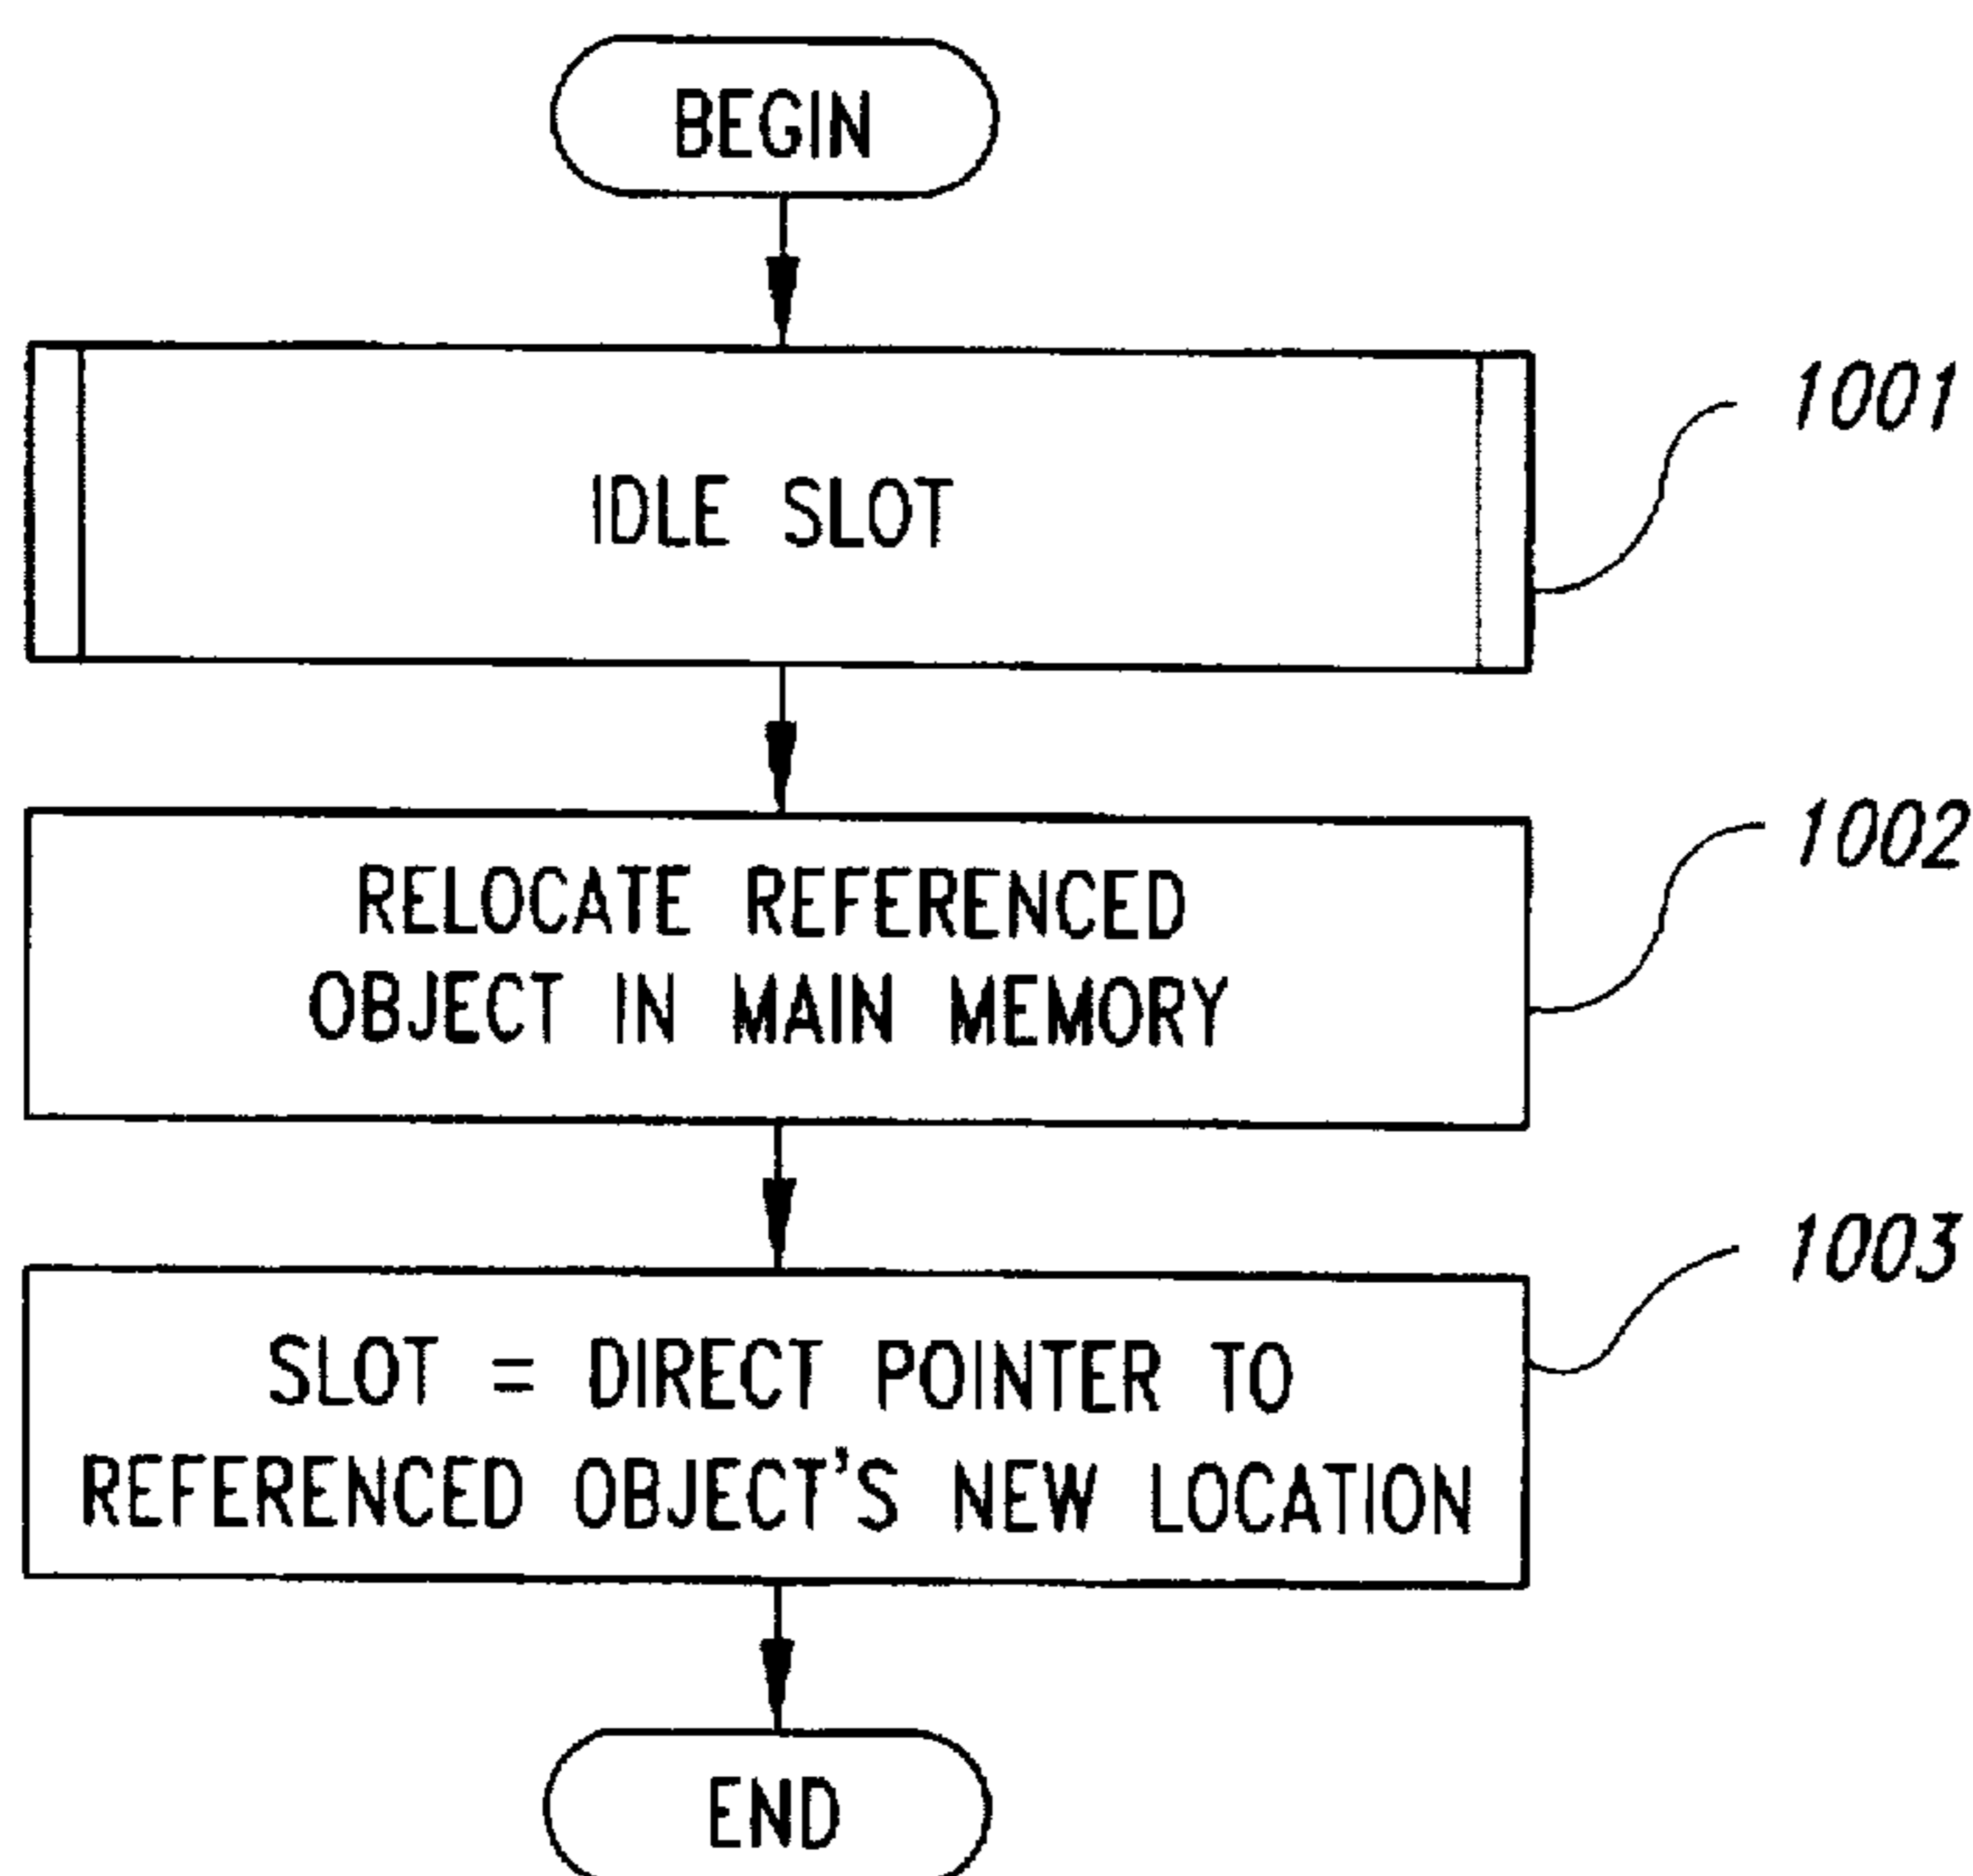 BEGIN
IDLE SLOT
1001
RELOCATE REFERENCED
OBJECT IN MAIN MEMORY
1002
SLOT = DIRECT POINTER TO
REFERENCED OBJECT'S NEW LOCATION
1003
END